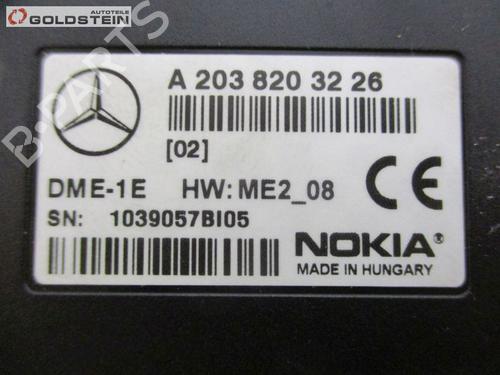 Autoteile
GOLDSTEIN
B-PARTS
A 203 820 32 26
[02]
DME-1E HW: ME2_08
CE
SN: 1039057BI05
NOKIA®
MADE IN HUNGARY